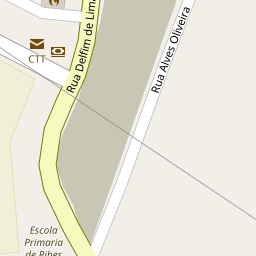 Rua Delfim de Lima
Rua Alves Oliveira
CTT
Escola
Primaria
de Ribes